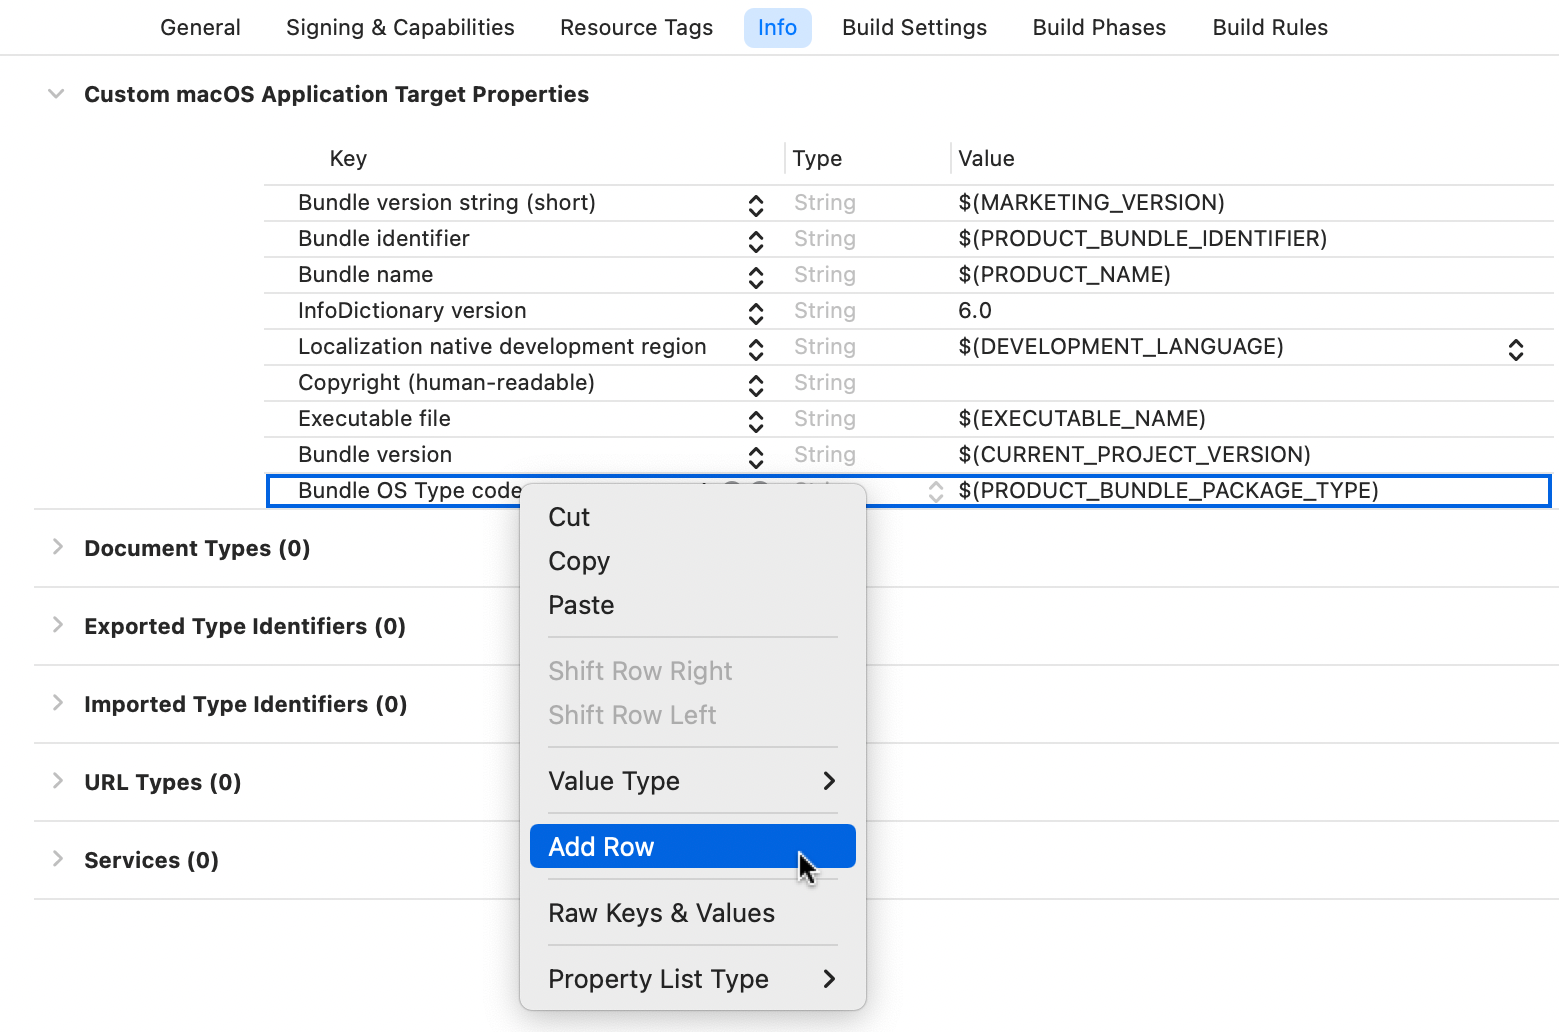 General Signing & Capabilities Resource Tags Info Build Settings Build Phases Build Rules
Custom macOS Application Target Properties
Key Type Value
Bundle version string (short) String $(MARKETING_VERSION)
Bundle identifier String $(PRODUCT_BUNDLE_IDENTIFIER)
Bundle name String $(PRODUCT_NAME)
InfoDictionary version String 6.0
Localization native development region String $(DEVELOPMENT_LANGUAGE)
Copyright (human-readable) String
Executable file String $(EXECUTABLE_NAME)
Bundle version String $(CURRENT_PROJECT_VERSION)
Bundle OS Type code $(PRODUCT_BUNDLE_PACKAGE_TYPE)
Document Types (0)
Exported Type Identifiers (0)
Imported Type Identifiers (0)
URL Types (0)
Services (0)
Cut
Copy
Paste
Shift Row Right
Shift Row Left
Value Type
Add Row
Raw Keys & Values
Property List Type